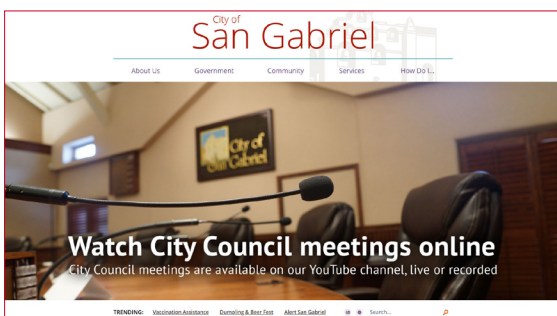 City of
San Gabriel
About Us Government Community Services How Do I...
City of
San Gabriel
Watch City Council meetings online
City Council meetings are available on our YouTube channel, live or recorded
TRENDING: Vaccination Assistance Dumpling & Beer Fest Alert San Gabriel Search...